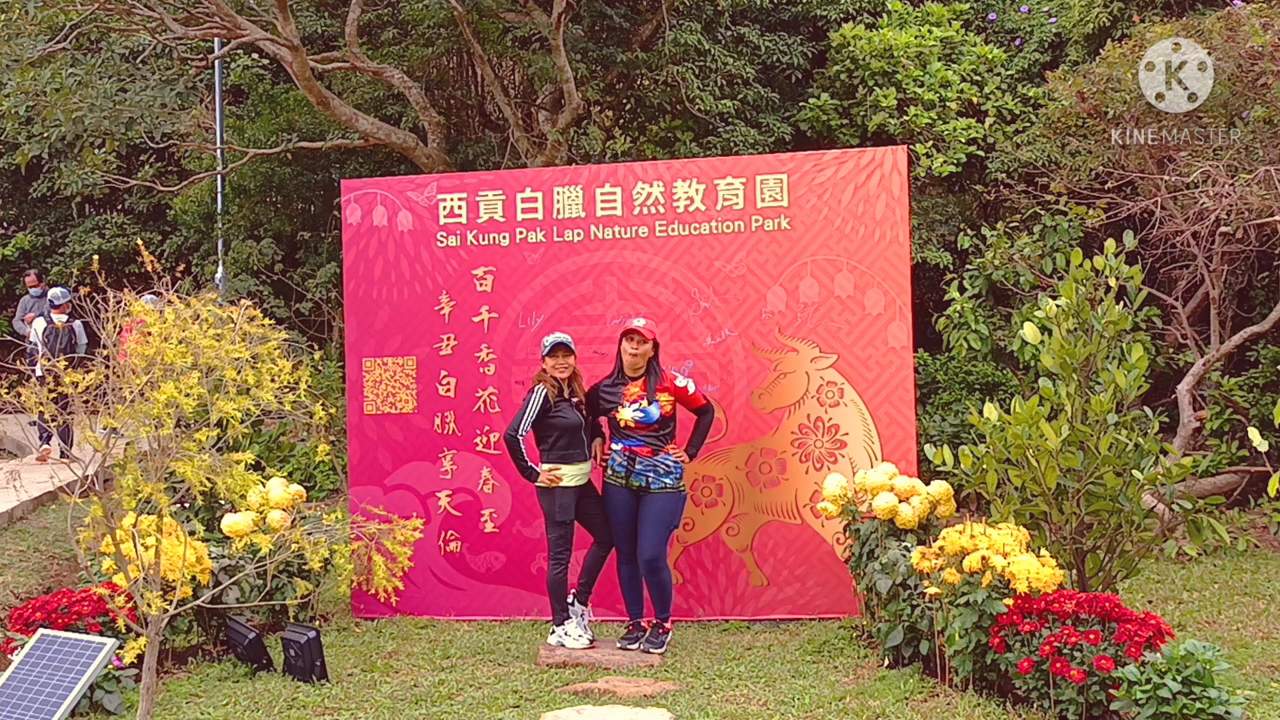 西貢白臘自然教育園
Sai Kung Pak Lap Nature Education Park
百千香花迎春至
辛丑白臘享天倫
Lily
K
KINEMASTER